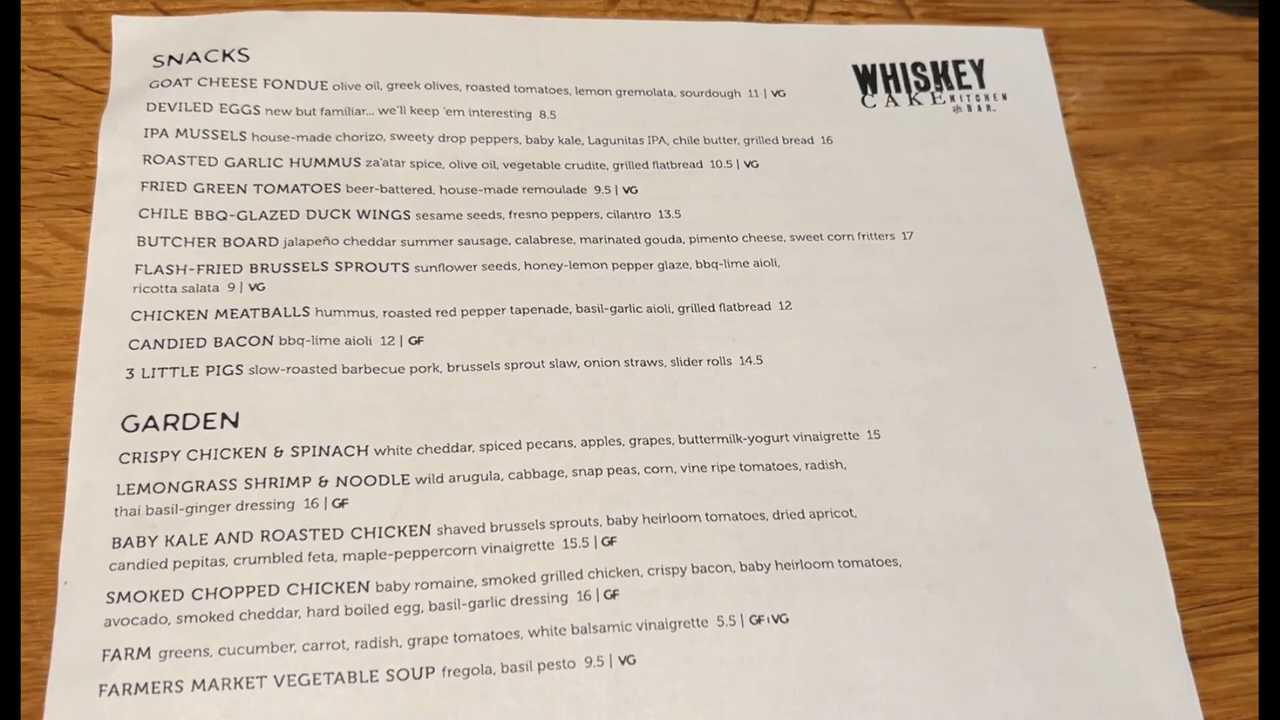 SNACKS
WHISKEY
CAKE KITCHEN
& BAR
GOAT CHEESE FONDUE olive oil, greek olives, roasted tomatoes, lemon gremolata, sourdough 11 | VG
DEVILED EGGS new but familiar... we'll keep 'em interesting 8.5
IPA MUSSELS house-made chorizo, sweety drop peppers, baby kale, Lagunitas IPA, chile butter, grilled bread 16
ROASTED GARLIC HUMMUS za'atar spice, olive oil, vegetable crudite, grilled flatbread 10.5 | VG
FRIED GREEN TOMATOES beer-battered, house-made remoulade 9.5 | VG
CHILE BBQ-GLAZED DUCK WINGS sesame seeds, fresno peppers, cilantro 13.5
BUTCHER BOARD jalapeño cheddar summer sausage, calabrese, marinated gouda, pimento cheese, sweet corn fritters 17
FLASH-FRIED BRUSSELS SPROUTS sunflower seeds, honey-lemon pepper glaze, bbq-lime aioli,
ricotta salata 9 | VG
CHICKEN MEATBALLS hummus, roasted red pepper tapenade, basil-garlic aioli, grilled flatbread 12
CANDIED BACON bbq-lime aioli 12 | GF
3 LITTLE PIGS slow-roasted barbecue pork, brussels sprout slaw, onion straws, slider rolls 14.5
GARDEN
CRISPY CHICKEN & SPINACH white cheddar, spiced pecans, apples, grapes, buttermilk-yogurt vinaigrette 15
LEMONGRASS SHRIMP & NOODLE wild arugula, cabbage, snap peas, corn, vine ripe tomatoes, radish,
thai basil-ginger dressing 16 | GF
BABY KALE AND ROASTED CHICKEN shaved brussels sprouts, baby heirloom tomatoes, dried apricot,
candied pepitas, crumbled feta, maple-peppercorn vinaigrette 15.5 | GF
SMOKED CHOPPED CHICKEN baby romaine, smoked grilled chicken, crispy bacon, baby heirloom tomatoes,
avocado, smoked cheddar, hard boiled egg, basil-garlic dressing 16 | GF
FARM greens, cucumber, carrot, radish, grape tomatoes, white balsamic vinaigrette 5.5 | GF | VG
FARMERS MARKET VEGETABLE SOUP fregola, basil pesto 9.5 | VG